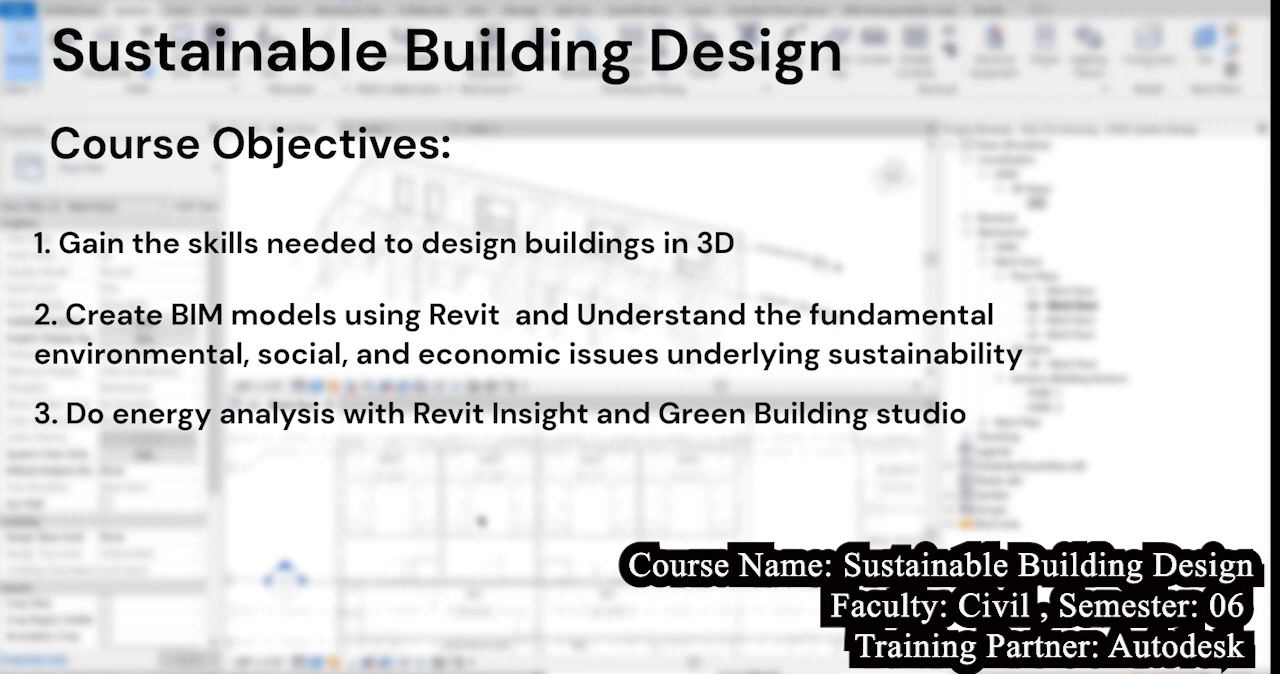 Sustainable Building Design
Course Objectives:
1. Gain the skills needed to design buildings in 3D
2. Create BIM models using Revit  and Understand the fundamental
environmental, social, and economic issues underlying sustainability
3. Do energy analysis with Revit Insight and Green Building studio
Course Name: Sustainable Building Design
Faculty: Civil , Semester: 06
Training Partner: Autodesk